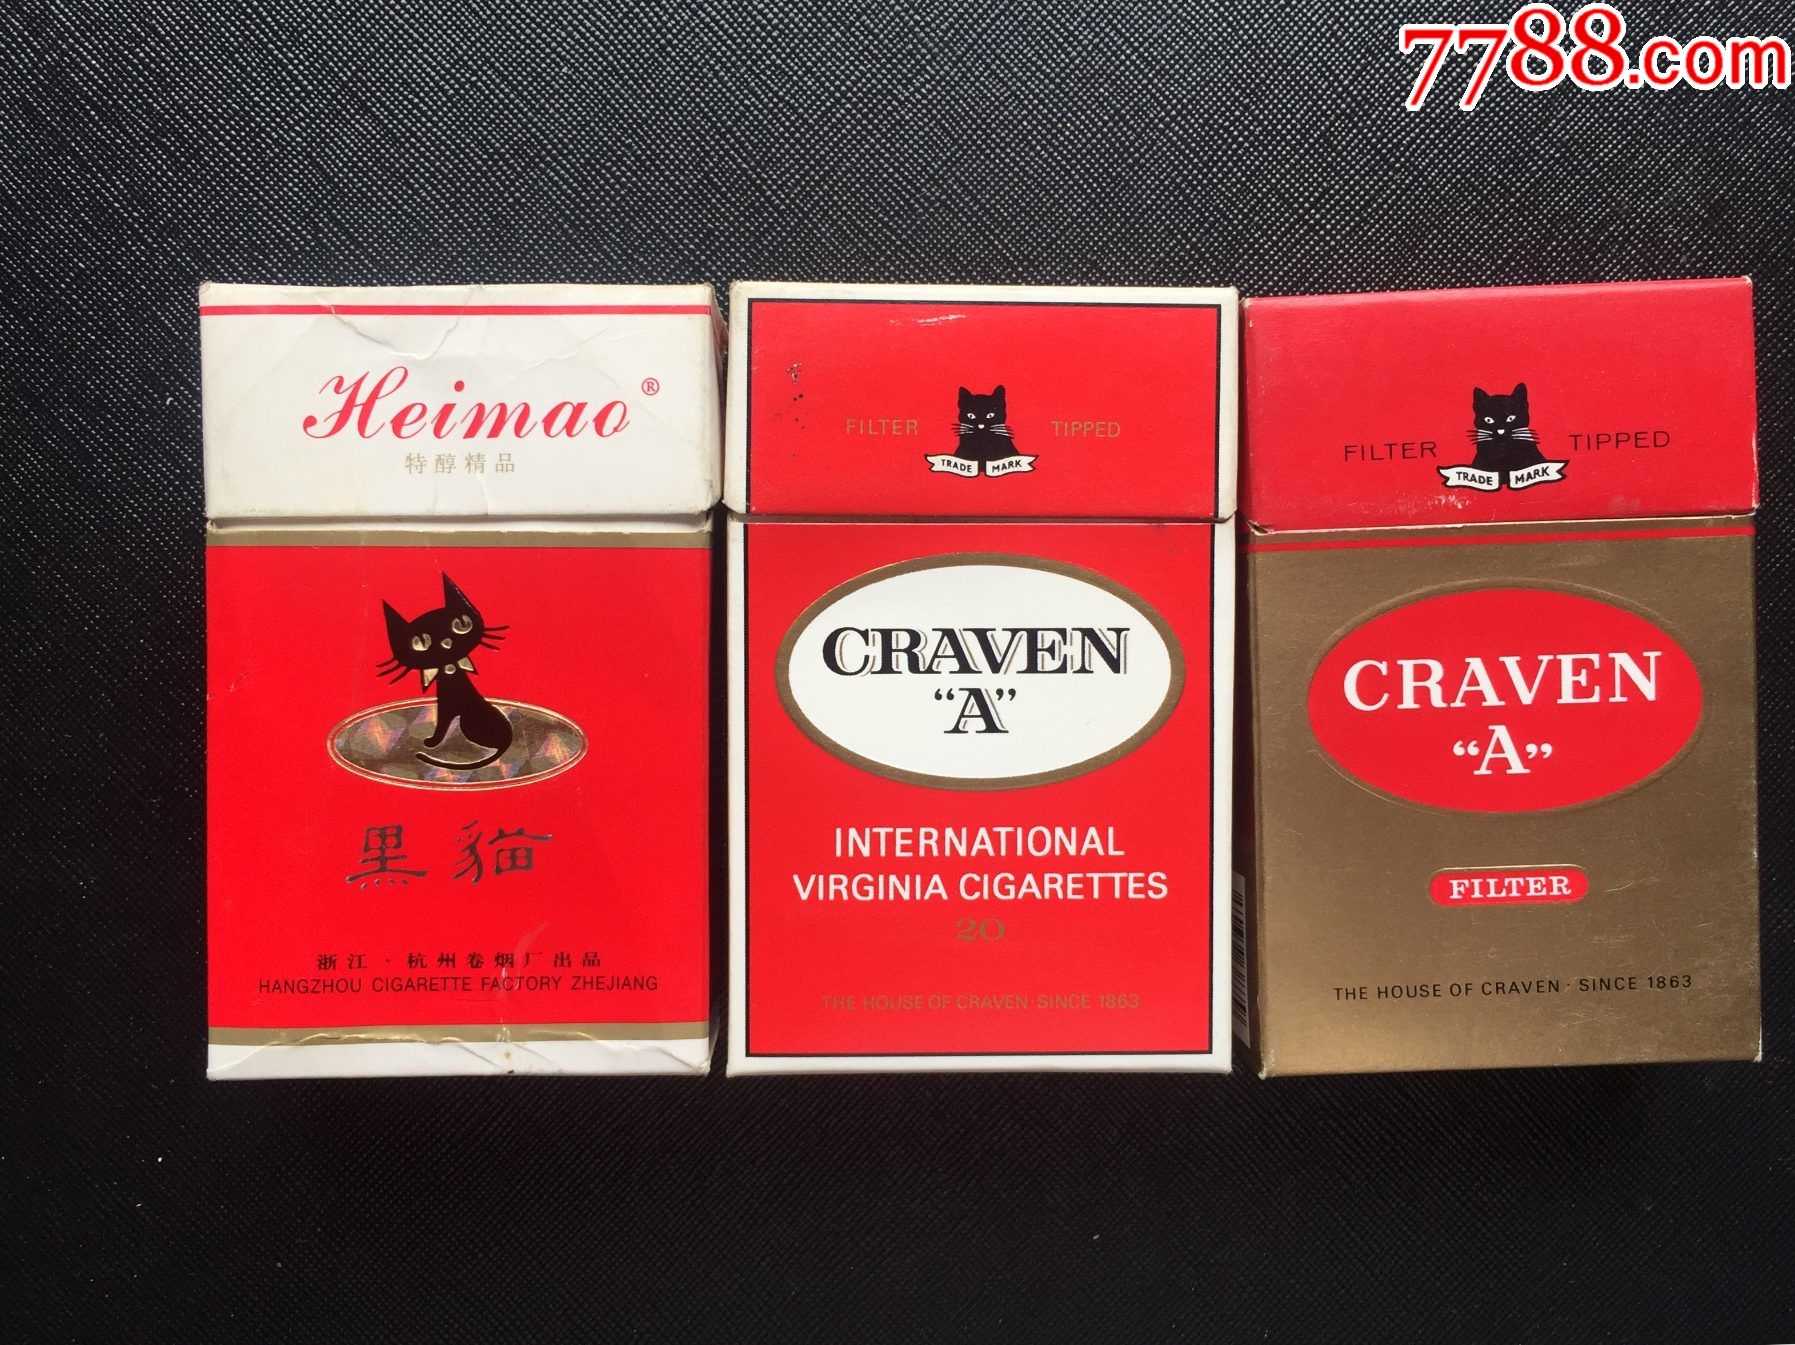 7788.com
Heimao®
特醇精品
黑貓
浙江·杭州卷烟厂出品
HANGZHOU CIGARETTE FACTORY ZHEJIANG
FILTER TIPPED
TRADE MARK
CRAVEN
“A”
INTERNATIONAL
VIRGINIA CIGARETTES
20
THE HOUSE OF CRAVEN·SINCE 1863
FILTER TIPPED
TRADE MARK
CRAVEN
“A”
FILTER
THE HOUSE OF CRAVEN·SINCE 1863